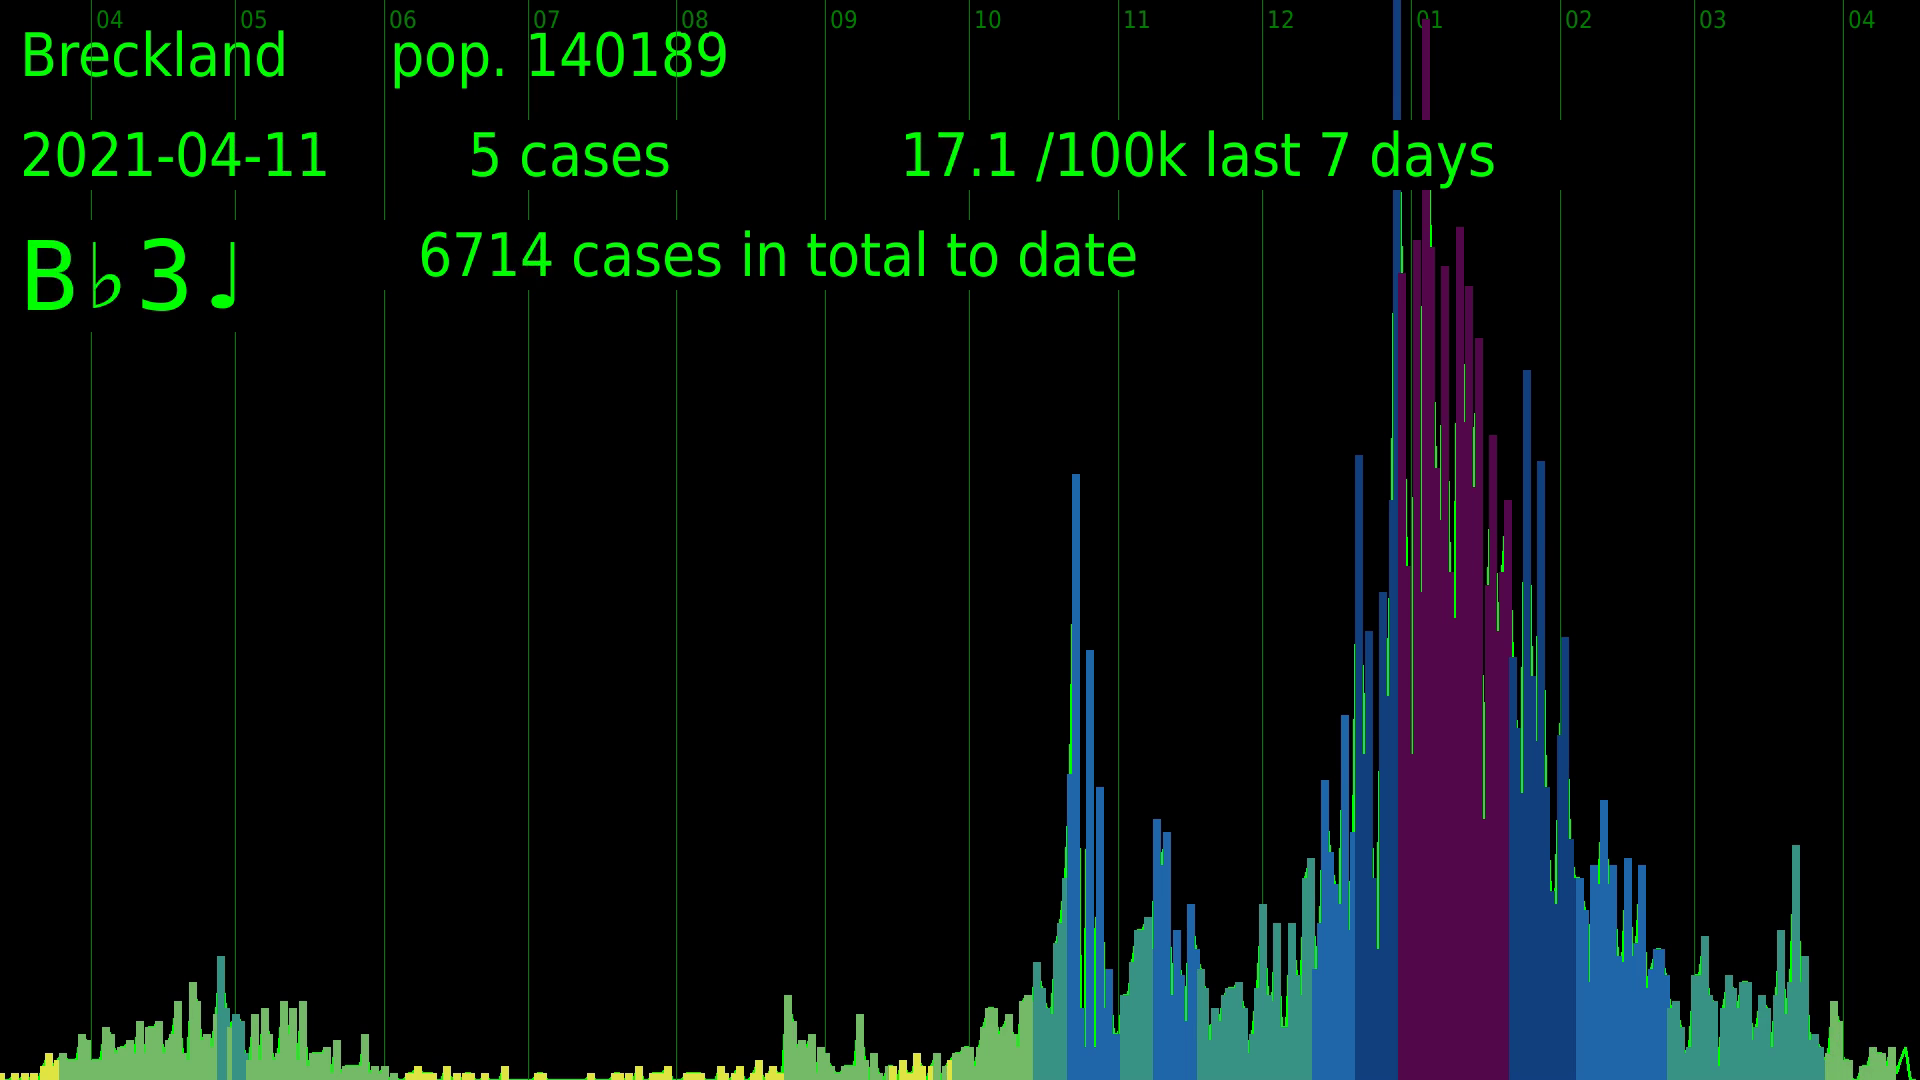 04 05 06 07 08 09 10 11 12 01 02 03 04
Breckland pop. 140189
2021-04-11 5 cases 17.1 /100k last 7 days
B♭3♩ 6714 cases in total to date